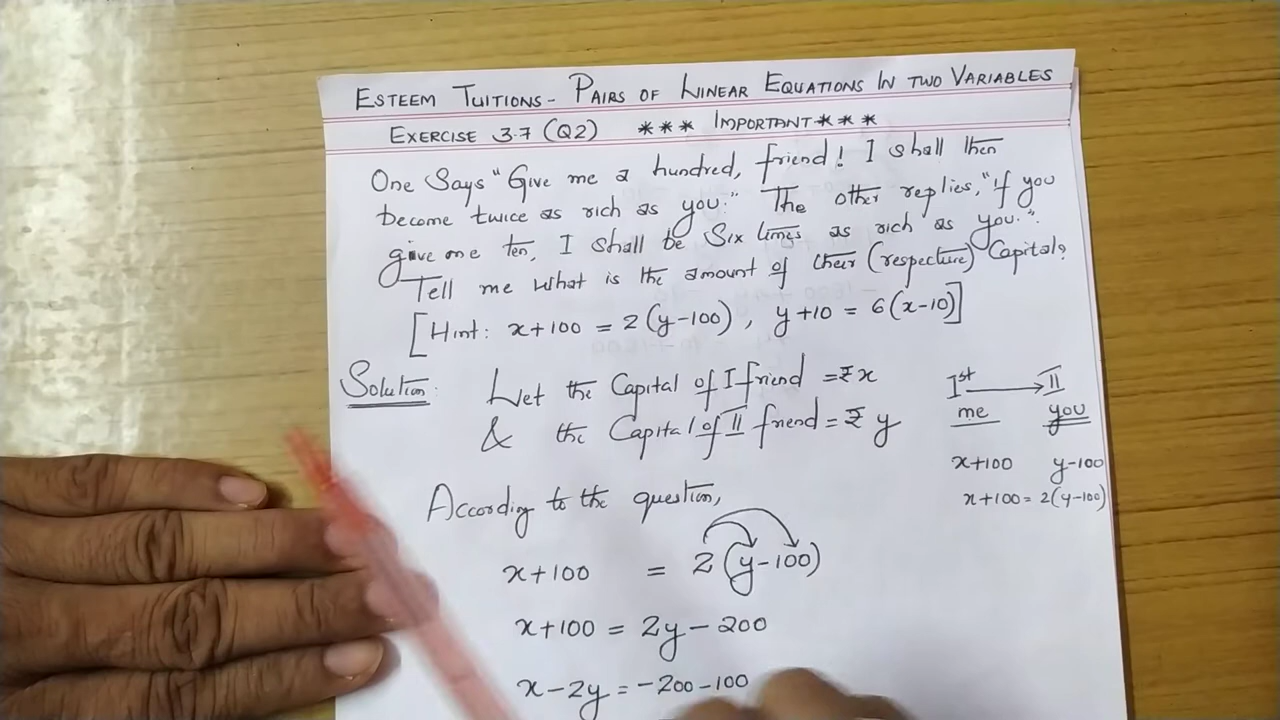 ESTEEM TUITIONS - PAIRS OF LINEAR EQUATIONS IN TWO VARIABLES
EXERCISE 3.7 (Q2) *** IMPORTANT ***
One Says "Give me a hundred, friend! I shall then
become twice as rich as you." The other replies, "If you
give me ten, I shall be Six times as rich as you.".
Tell me what is the amount of their (respective) Capital?
[Hint: x+100 = 2(y-100), y+10 = 6(x-10)]
Solution:
Let the Capital of I friend = ₹ x
& the Capital of II friend = ₹ y
Ist → II
me you
x+100 y-100
x+100 = 2(y-100)
According to the question,
x+100 = 2(y-100)
x+100 = 2y-200
x-2y = -200-100